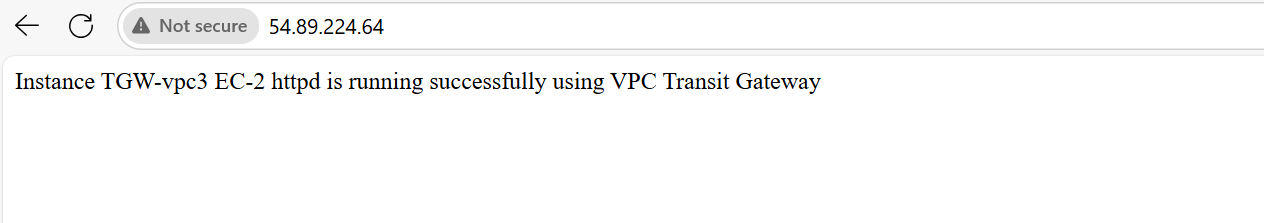 Not secure 54.89.224.64
Instance TGW-vpc3 EC-2 httpd is running successfully using VPC Transit Gateway